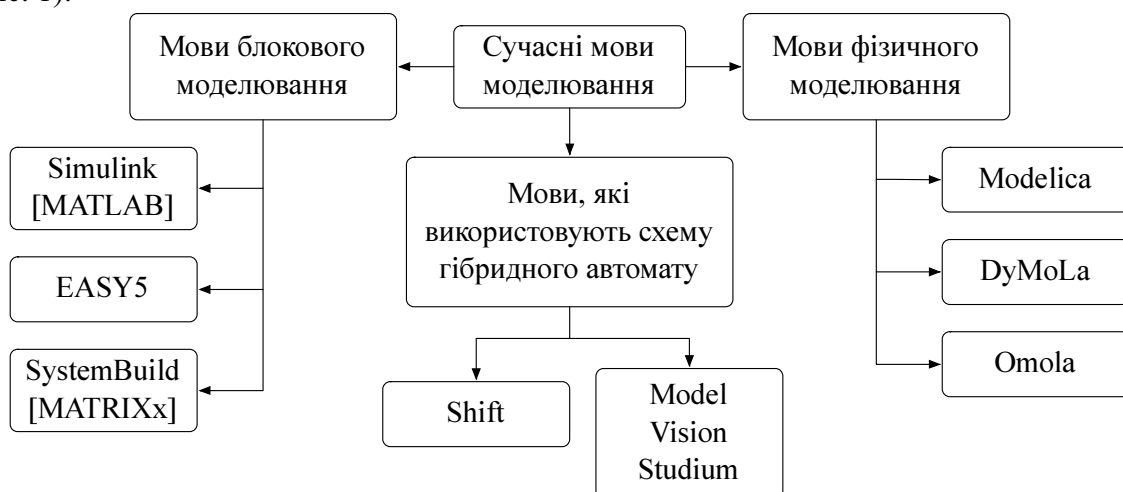 с. 1).
Мови блокового
моделювання
Сучасні мови
моделювання
Мови фізичного
моделювання
Simulink
[MATLAB]
EASY5
SystemBuild
[MATRIXx]
Мови, які
використовують схему
гібридного автомату
Shift
Model
Vision
Studium
Modelica
DyMoLa
Omola